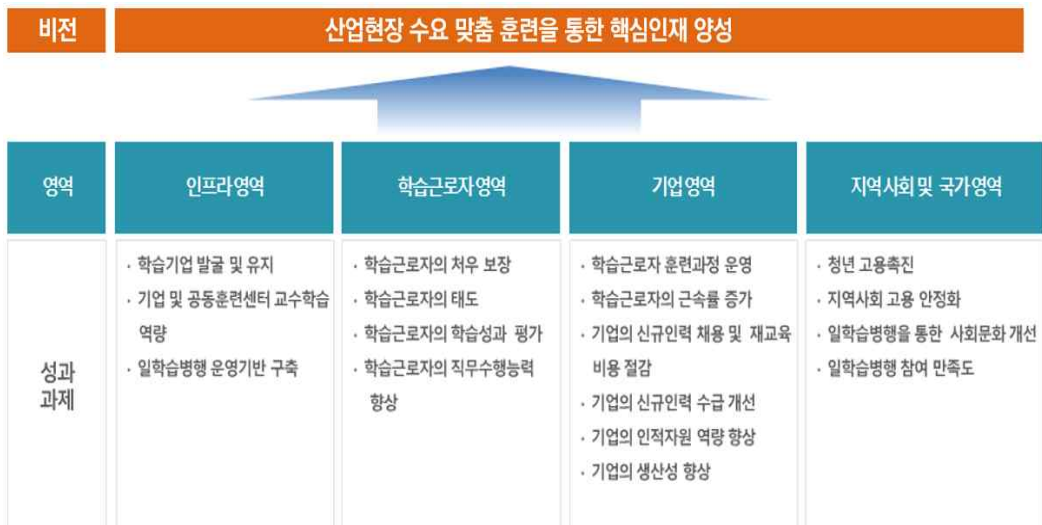 비전
산업현장 수요 맞춤 훈련을 통한 핵심인재 양성
영역
인프라영역
학습근로자영역
기업영역
지역사회 및 국가영역
성과
과제
· 학습기업 발굴 및 유지
· 기업 및 공동훈련센터 교수학습
역량
· 일학습병행 운영기반 구축
· 학습근로자의 처우 보장
· 학습근로자의 태도
· 학습근로자의 학습성과 평가
· 학습근로자의 직무수행능력
향상
· 학습근로자 훈련과정 운영
· 학습근로자의 근속률 증가
· 기업의 신규인력 채용 및 재교육
비용 절감
· 기업의 신규인력 수급 개선
· 기업의 인적자원 역량 향상
· 기업의 생산성 향상
· 청년 고용촉진
· 지역사회 고용 안정화
· 일학습병행을 통한 사회문화 개선
· 일학습병행 참여 만족도